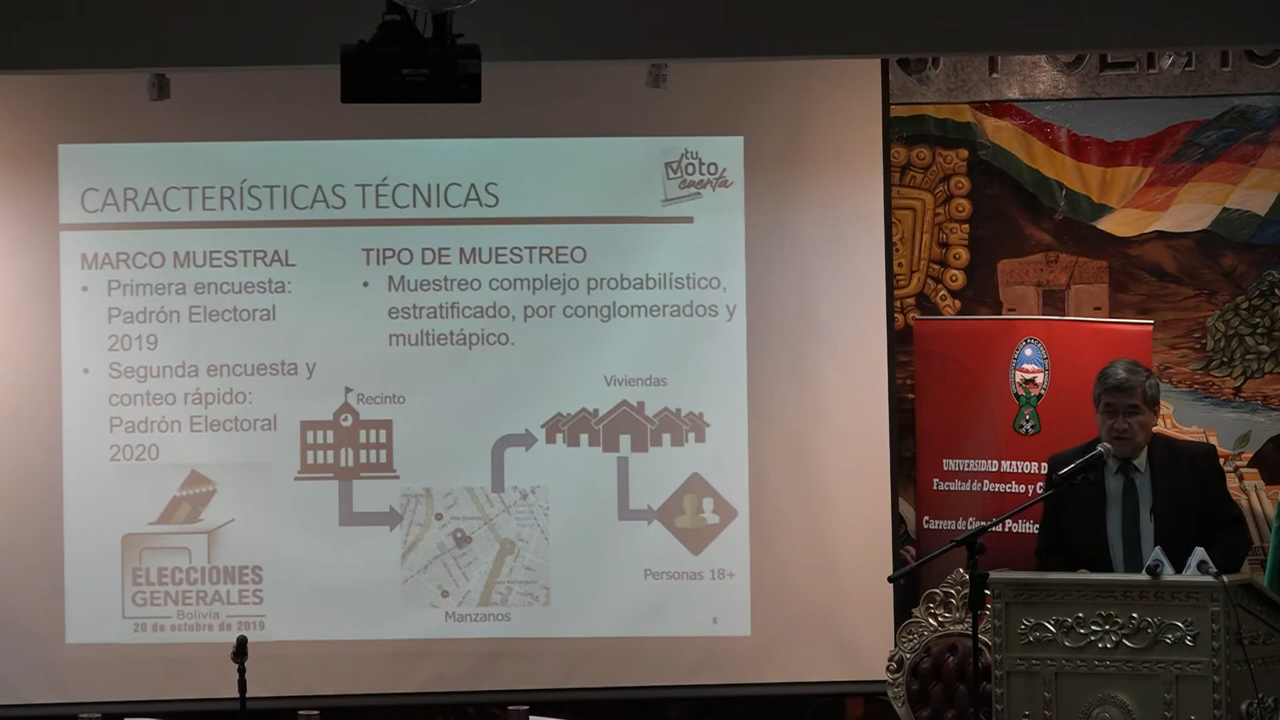 tu
Voto
cuenta
CARACTERÍSTICAS TÉCNICAS
MARCO MUESTRAL
• Primera encuesta:
Padrón Electoral
2019
• Segunda encuesta y
conteo rápido:
Padrón Electoral
2020
TIPO DE MUESTREO
• Muestreo complejo probabilístico,
estratificado, por conglomerados y
multietápico.
Recinto
Viviendas
Manzanos
Personas 18+
ELECCIONES
GENERALES
Bolivia
20 de octubre de 2019
8
UNIVERSIDAD MAYOR D
Facultad de Derecho y C
Carrera de Ciencia Polític